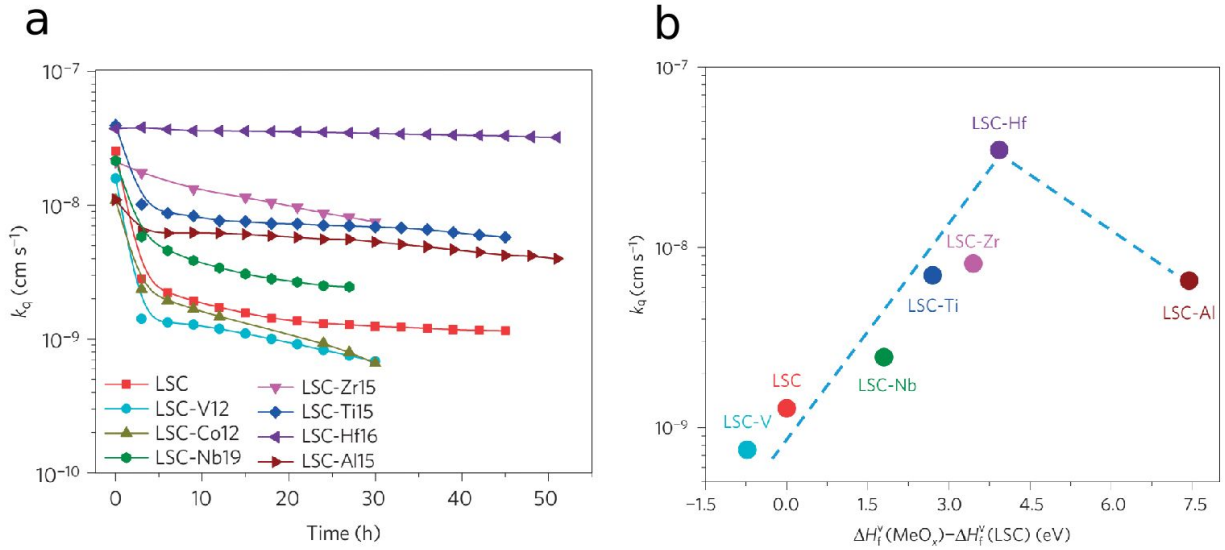 a
10⁻⁷
10⁻⁸
10⁻⁹
10⁻¹⁰
k_q (cm s⁻¹)
LSC
LSC-V12
LSC-Co12
LSC-Nb19
LSC-Zr15
LSC-Ti15
LSC-Hf16
LSC-Al15
0 10 20 30 40 50
Time (h)
b
10⁻⁷
10⁻⁸
10⁻⁹
k_q (cm s⁻¹)
LSC-Hf
LSC-Zr
LSC-Ti
LSC-Al
LSC-Nb
LSC
LSC-V
−1.5 0.0 1.5 3.0 4.5 6.0 7.5
ΔH_f^v(MeO_x)−ΔH_f^v(LSC) (eV)